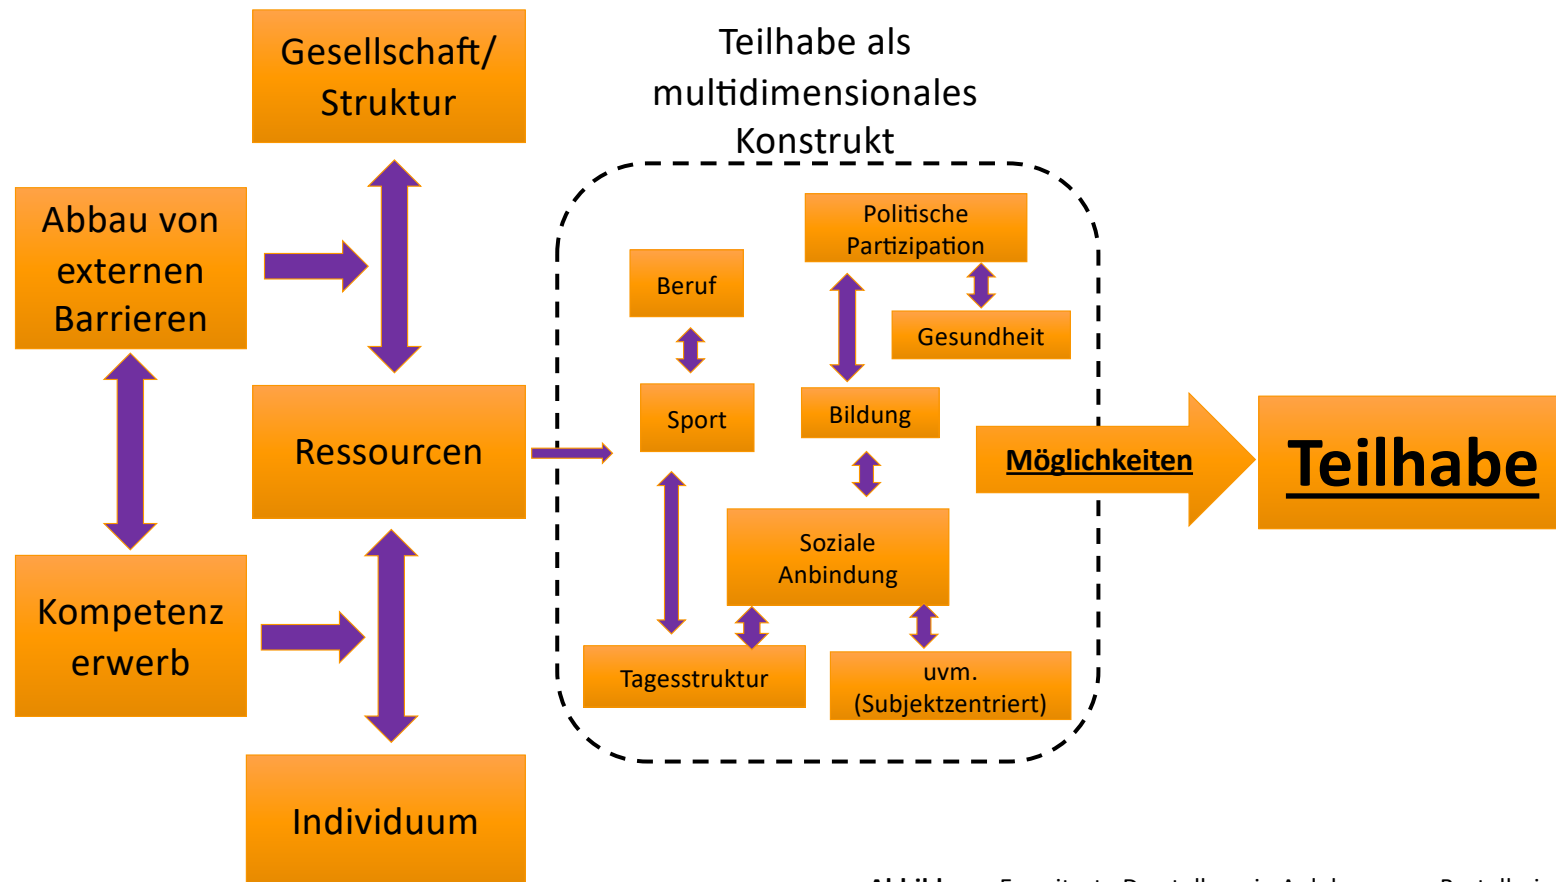 Gesellschaft/
Struktur
Abbau von
externen
Barrieren
Ressourcen
Kompetenz
erwerb
Individuum
Teilhabe als
multidimensionales
Konstrukt
Politische
Partizipation
Beruf
Gesundheit
Sport
Bildung
Soziale
Anbindung
Tagesstruktur
uvm.
(Subjektzentriert)
Möglichkeiten
Teilhabe